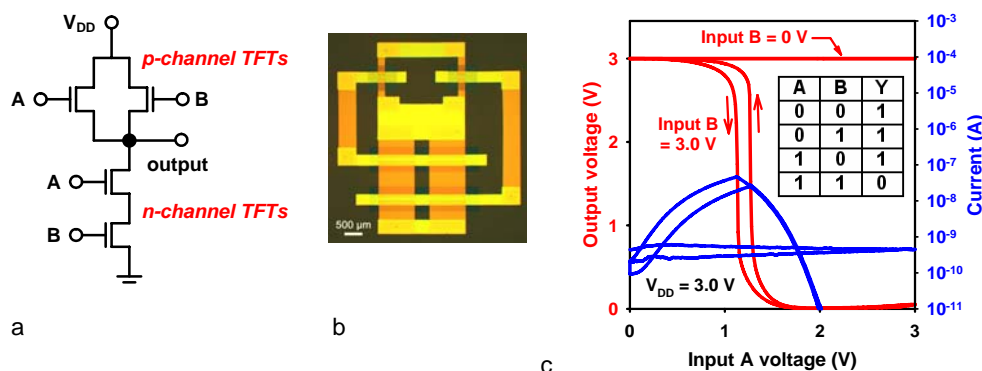 V_DD
p-channel TFTs
A
B
output
A
n-channel TFTs
B
a
500 µm
b
Output voltage (V)
3
2
1
0
Input B = 0 V
Input B
= 3.0 V
A B Y
0 0 1
0 1 1
1 0 1
1 1 0
V_DD = 3.0 V
10⁻³
10⁻⁴
10⁻⁵
10⁻⁶
10⁻⁷
10⁻⁸
10⁻⁹
10⁻¹⁰
10⁻¹¹
Current (A)
0 1 2 3
Input A voltage (V)
c